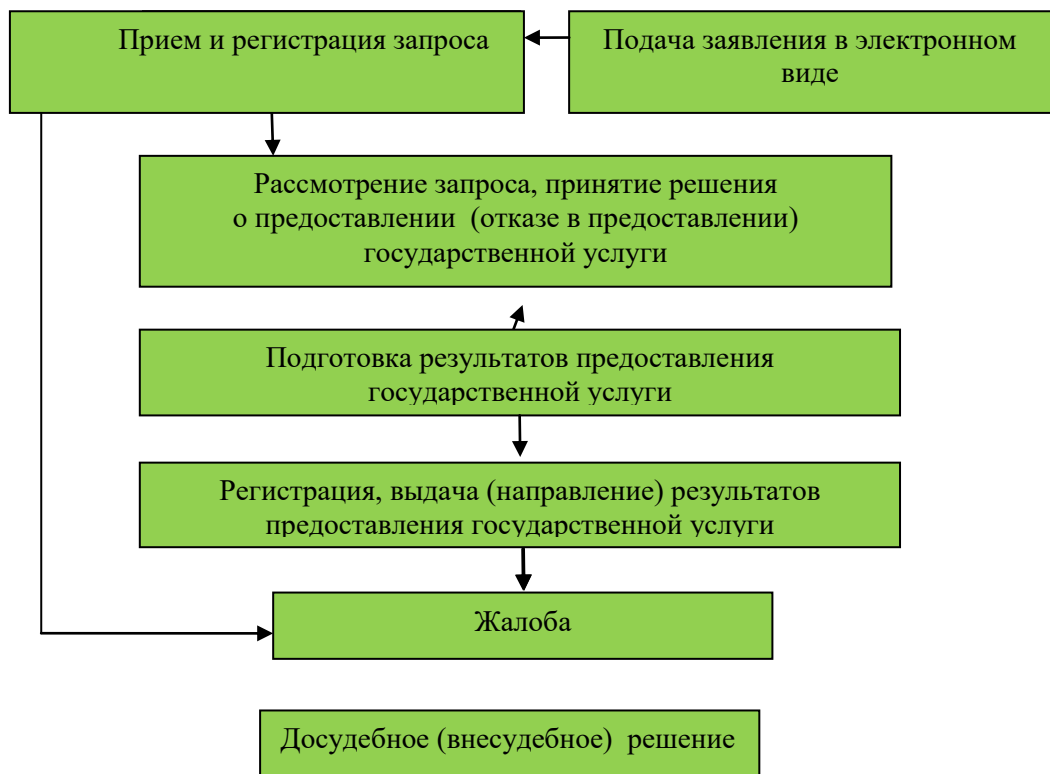 Прием и регистрация запроса
Подача заявления в электронном
виде
Рассмотрение запроса, принятие решения
о предоставлении (отказе в предоставлении)
государственной услуги
Подготовка результатов предоставления
государственной услуги
Регистрация, выдача (направление) результатов
предоставления государственной услуги
Жалоба
Досудебное (внесудебное) решение